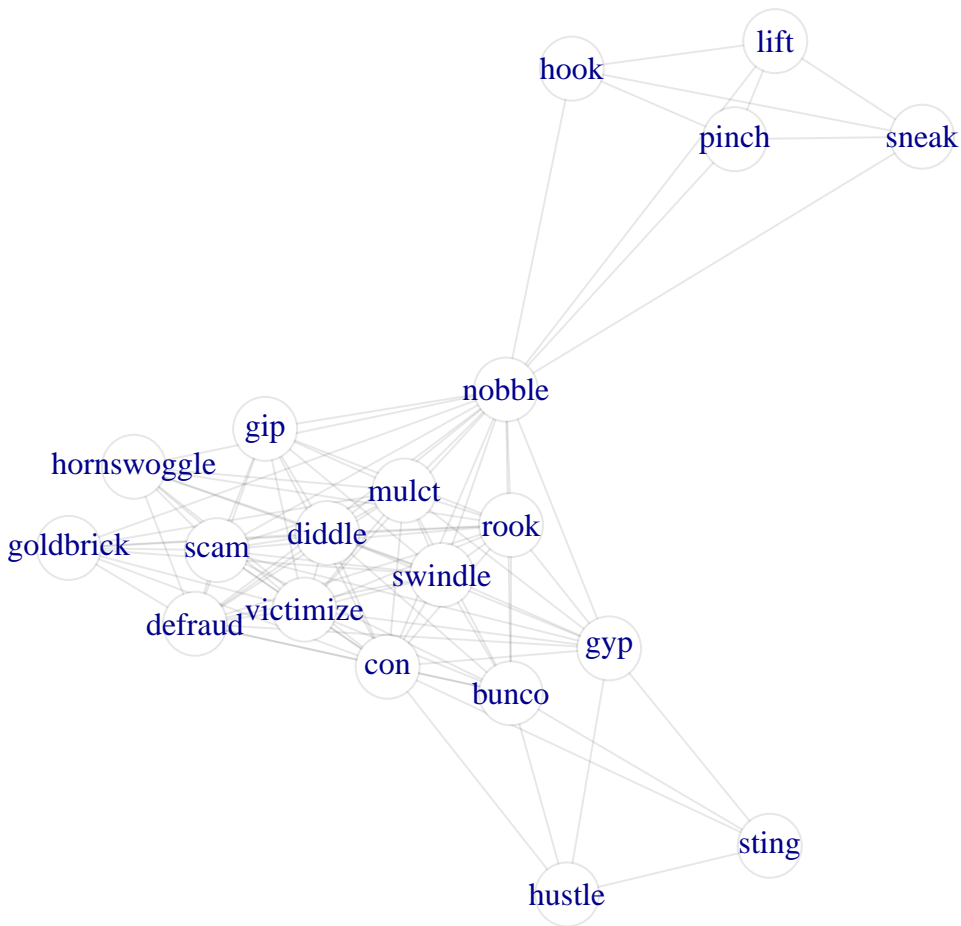 lift
hook
pinch
sneak
nobble
gip
hornswoggle
mulct
rook
diddle
goldbrick
scam
swindle
victimize
defraud
gyp
con
bunco
sting
hustle